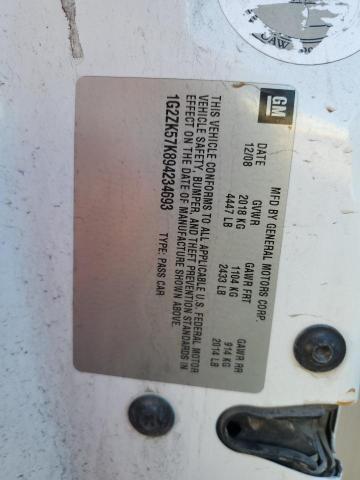 GM
MFD BY GENERAL MOTORS CORP
DATE GVWR GAWR FRT GAWR RR
12/08 2018 KG 1104 KG 914 KG
4447 LB 2433 LB 2014 LB
THIS VEHICLE CONFORMS TO ALL APPLICABLE U.S. FEDERAL MOTOR
VEHICLE SAFETY, BUMPER, AND THEFT PREVENTION STANDARDS IN
EFFECT ON THE DATE OF MANUFACTURE SHOWN ABOVE.
1G2ZK57K894234693 TYPE: PASS CAR
UAW